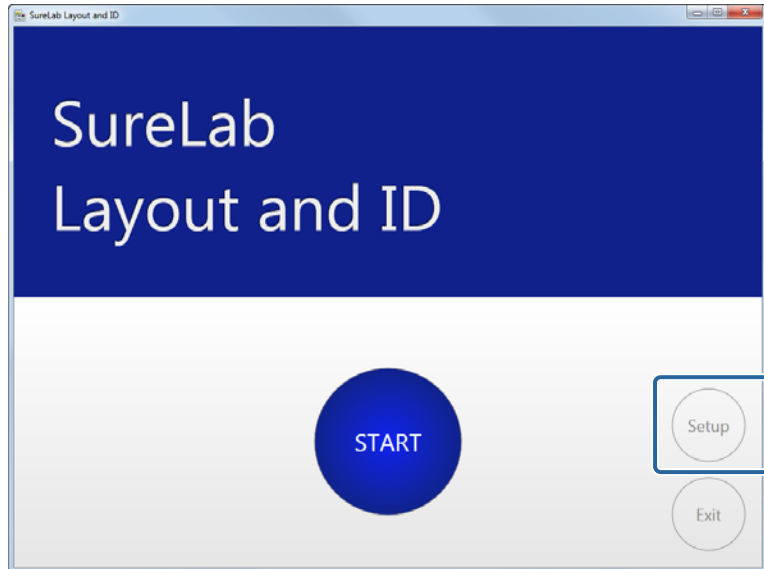 SureLab Layout and ID
SureLab
Layout and ID
START
Setup
Exit